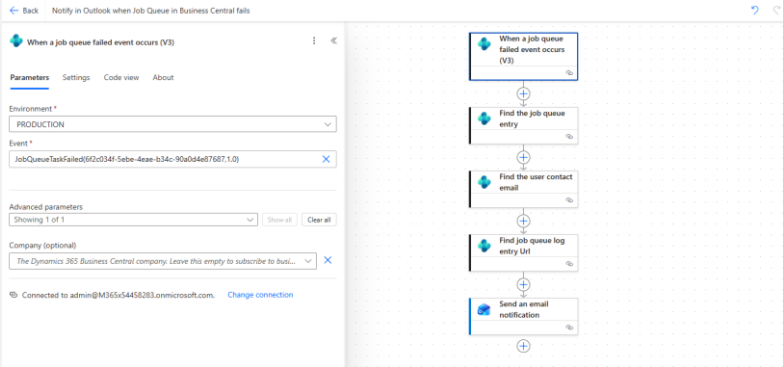 Back Notify in Outlook when Job Queue in Business Central fails
When a job queue failed event occurs (V3)
Parameters Settings Code view About
Environment *
PRODUCTION
Event *
JobQueueTaskFailed(6f2c034f-5ebe-4eae-b34c-90a0d4e87687,1.0)
Advanced parameters
Showing 1 of 1 Show all Clear all
Company (optional)
The Dynamics 365 Business Central company. Leave this empty to subscribe to busi...
Connected to admin@M365x54458283.onmicrosoft.com. Change connection
When a job queue
failed event occurs
(V3)
Find the job queue
entry
Find the user contact
email
Find job queue log
entry Url
Send an email
notification